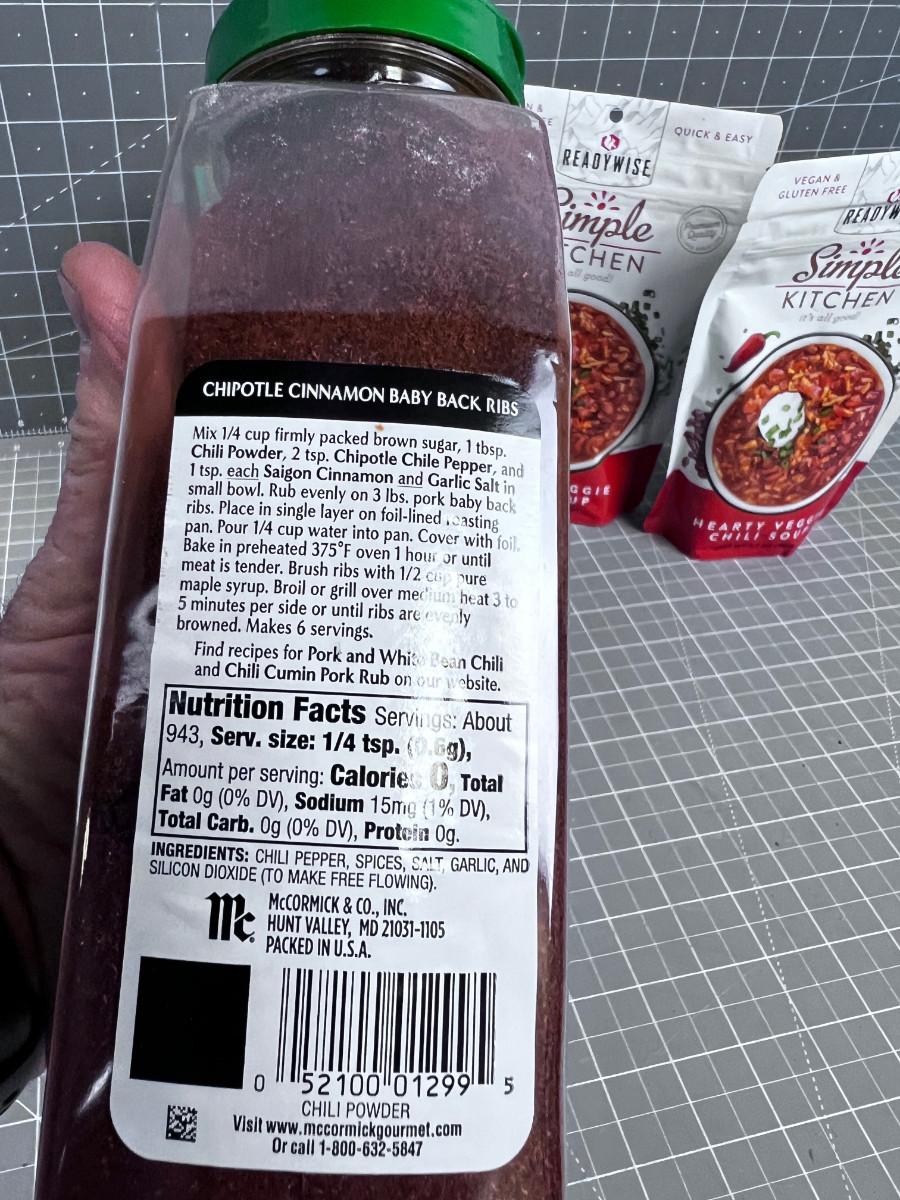 CHIPOTLE CINNAMON BABY BACK RIBS
Mix 1/4 cup firmly packed brown sugar, 1 tbsp.
Chili Powder, 2 tsp. Chipotle Chile Pepper, and
1 tsp. each Saigon Cinnamon and Garlic Salt in
small bowl. Rub evenly on 3 lbs. pork baby back
ribs. Place in single layer on foil-lined roasting
pan. Pour 1/4 cup water into pan. Cover with foil.
Bake in preheated 375°F oven 1 hour or until
meat is tender. Brush ribs with 1/2 cup pure
maple syrup. Broil or grill over medium heat 3 to
5 minutes per side or until ribs are evenly
browned. Makes 6 servings.
Find recipes for Pork and White Bean Chili
and Chili Cumin Pork Rub on our website.
Nutrition Facts Servings: About
943, Serv. size: 1/4 tsp. (0.6g),
Amount per serving: Calories 0, Total
Fat 0g (0% DV), Sodium 15mg (1% DV),
Total Carb. 0g (0% DV), Protein 0g.
INGREDIENTS: CHILI PEPPER, SPICES, SALT, GARLIC, AND
SILICON DIOXIDE (TO MAKE FREE FLOWING).
Mc
McCORMICK & CO., INC.
HUNT VALLEY, MD 21031-1105
PACKED IN U.S.A.
0 52100 01299 5
CHILI POWDER
Visit www.mccormickgourmet.com
Or call 1-800-632-5847
QUICK & EASY
READYWISE
Simple
KITCHEN
all good!
Premium
Quality
VEGAN &
GLUTEN FREE
READYW
Simple
KITCHEN
it's all good!
HEARTY VEGG
CHILI SOUP